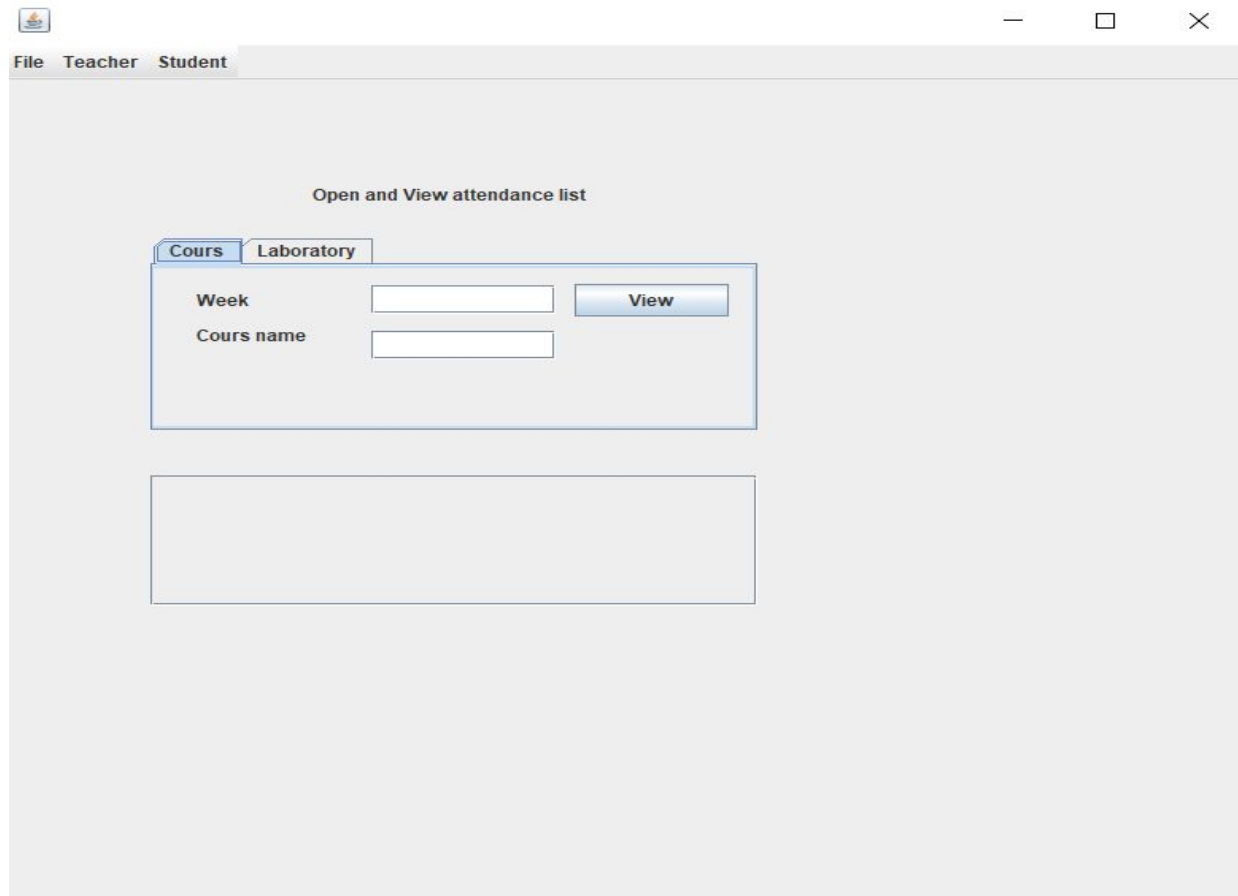 File Teacher Student
Open and View attendance list
Cours Laboratory
Week View
Cours name